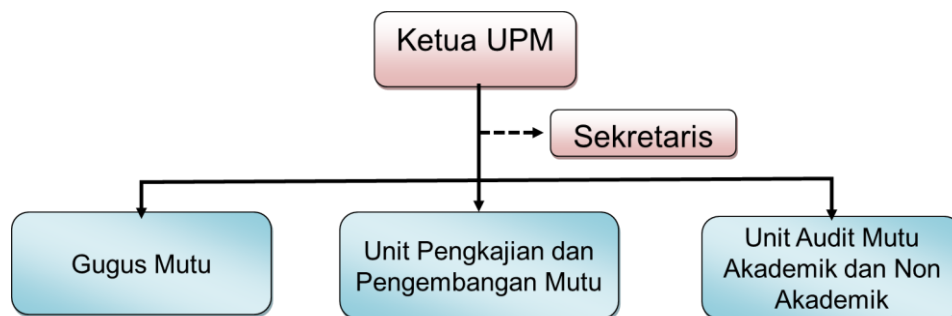 Ketua UPM
Sekretaris
Gugus Mutu
Unit Pengkajian dan
Pengembangan Mutu
Unit Audit Mutu
Akademik dan Non
Akademik